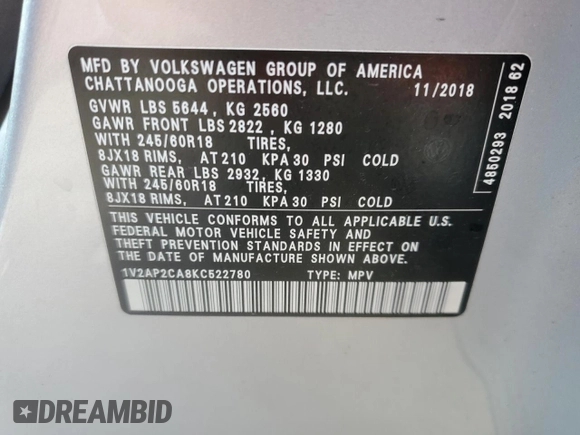 MFD BY VOLKSWAGEN GROUP OF AMERICA
CHATTANOOGA OPERATIONS, LLC. 11/2018
GVWR LBS 5644 , KG 2560
GAWR FRONT LBS 2822 , KG 1280
WITH 245/60R18 TIRES,
8JX18 RIMS, AT 210 KPA 30 PSI COLD
GAWR REAR LBS 2932, KG 1330
WITH 245/60R18 TIRES,
8JX18 RIMS, AT 210 KPA 30 PSI COLD
THIS VEHICLE CONFORMS TO ALL APPLICABLE U.S.
FEDERAL MOTOR VEHICLE SAFETY AND
THEFT PREVENTION STANDARDS IN EFFECT ON
THE DATE OF MANUFACTURE SHOWN ABOVE.
1V2AP2CA8KC522780 TYPE: MPV
4850293 2018 62
DREAMBID